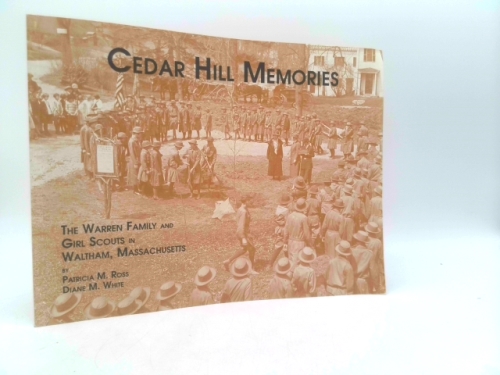 CEDAR HILL MEMORIES
THE WARREN FAMILY AND
GIRL SCOUTS IN
WALTHAM, MASSACHUSETTS
BY
PATRICIA M. ROSS
DIANE M. WHITE